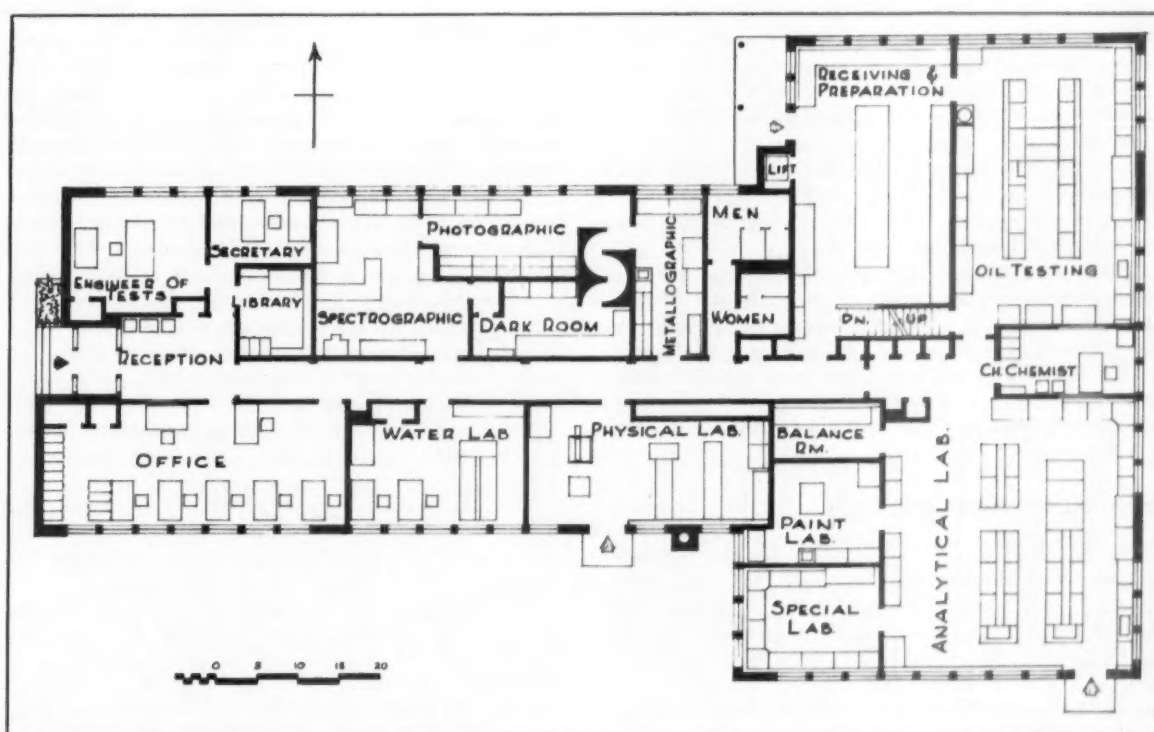 RECEIVING &
PREPARATION
LIFT
MEN
OIL TESTING
PHOTOGRAPHIC
SECRETARY
ENGINEER OF
TESTS
LIBRARY
SPECTROGRAPHIC
DARK ROOM
METALLOGRAPHIC
WOMEN
DN.
UP
RECEPTION
CH. CHEMIST
OFFICE
WATER LAB
PHYSICAL LAB.
BALANCE
RM.
PAINT
LAB.
ANALYTICAL LAB.
SPECIAL
LAB.
0 5 10 15 20